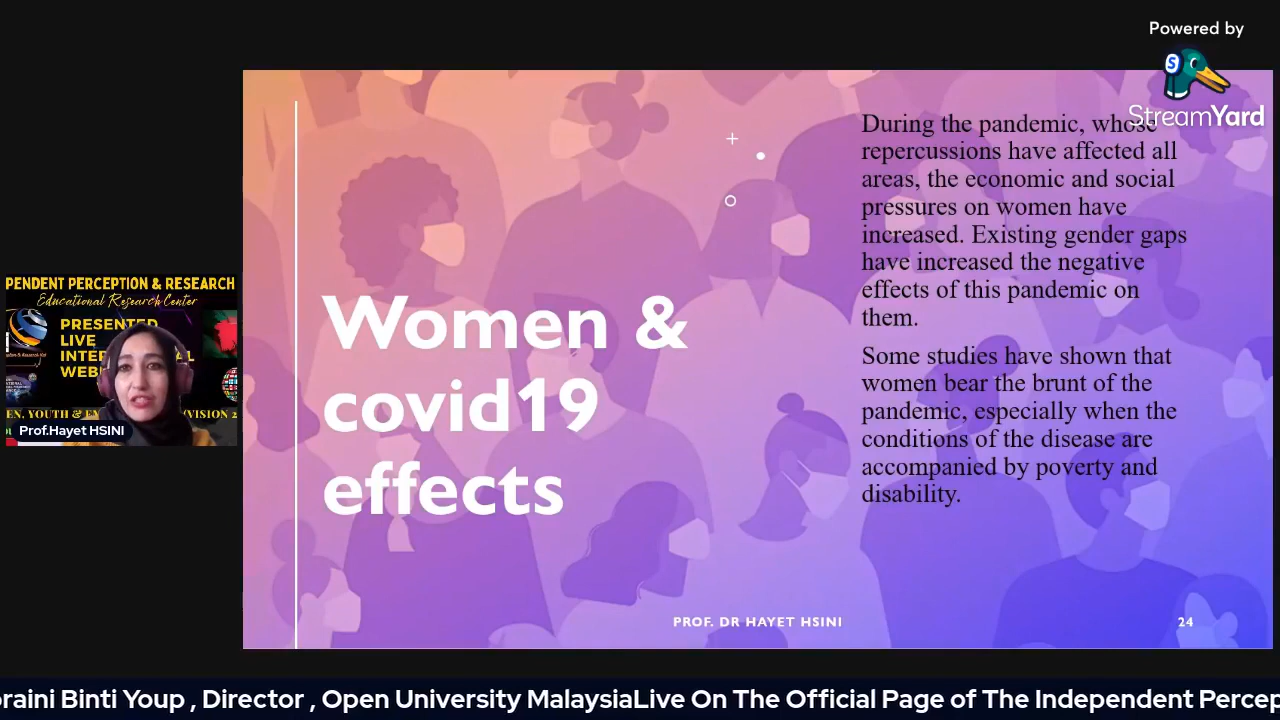 Powered by
StreamYard
During the pandemic, whose
repercussions have affected all
areas, the economic and social
pressures on women have
increased. Existing gender gaps
have increased the negative
effects of this pandemic on
them.
Some studies have shown that
women bear the brunt of the
pandemic, especially when the
conditions of the disease are
accompanied by poverty and
disability.
Women &
covid19
effects
PENDENT PERCEPTION & RESEARCH
Educational Research Center
PRESENTED
LIVE
Prof.Hayet HSINI
PROF. DR HAYET HSINI
24
raini Binti Youp , Director , Open University MalaysiaLive On The Official Page of The Independent Percep